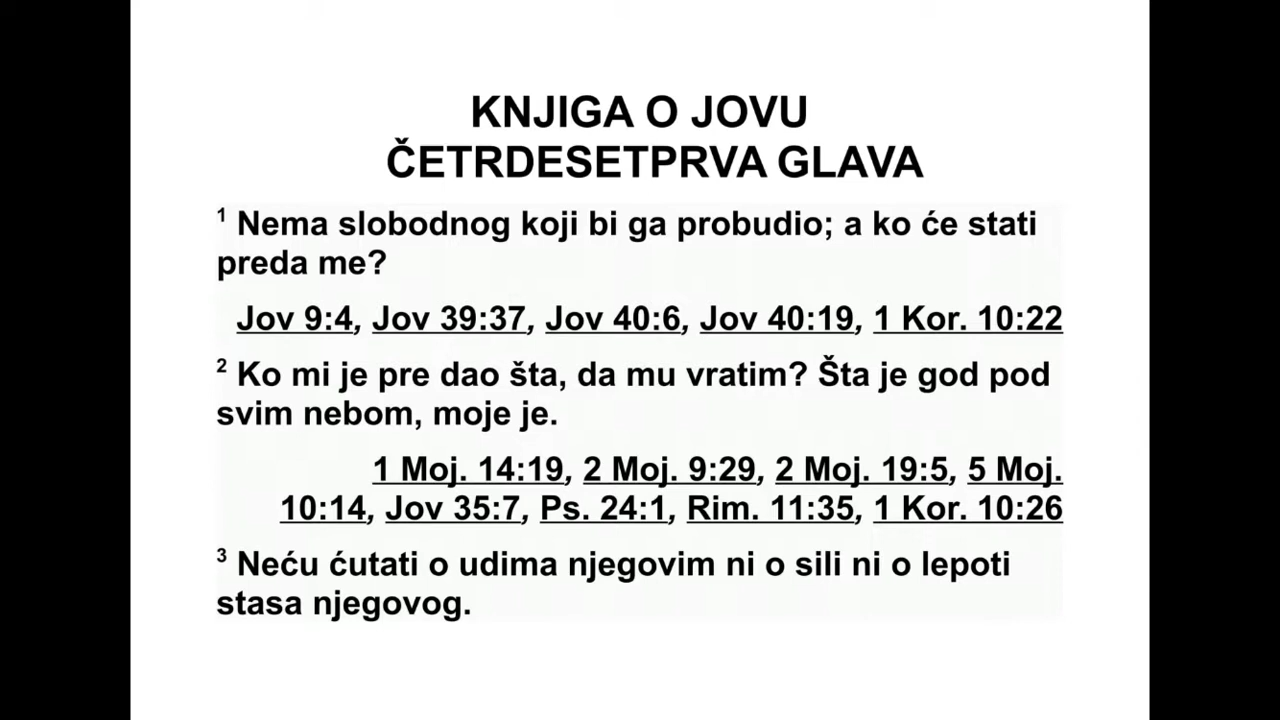 KNJIGA O JOVU
ČETRDESETPRVA GLAVA
1 Nema slobodnog koji bi ga probudio; a ko će stati
preda me?
Jov 9:4, Jov 39:37, Jov 40:6, Jov 40:19, 1 Kor. 10:22
2 Ko mi je pre dao šta, da mu vratim? Šta je god pod
svim nebom, moje je.
1 Moj. 14:19, 2 Moj. 9:29, 2 Moj. 19:5, 5 Moj.
10:14, Jov 35:7, Ps. 24:1, Rim. 11:35, 1 Kor. 10:26
3 Neću ćutati o udima njegovim ni o sili ni o lepoti
stasa njegovog.